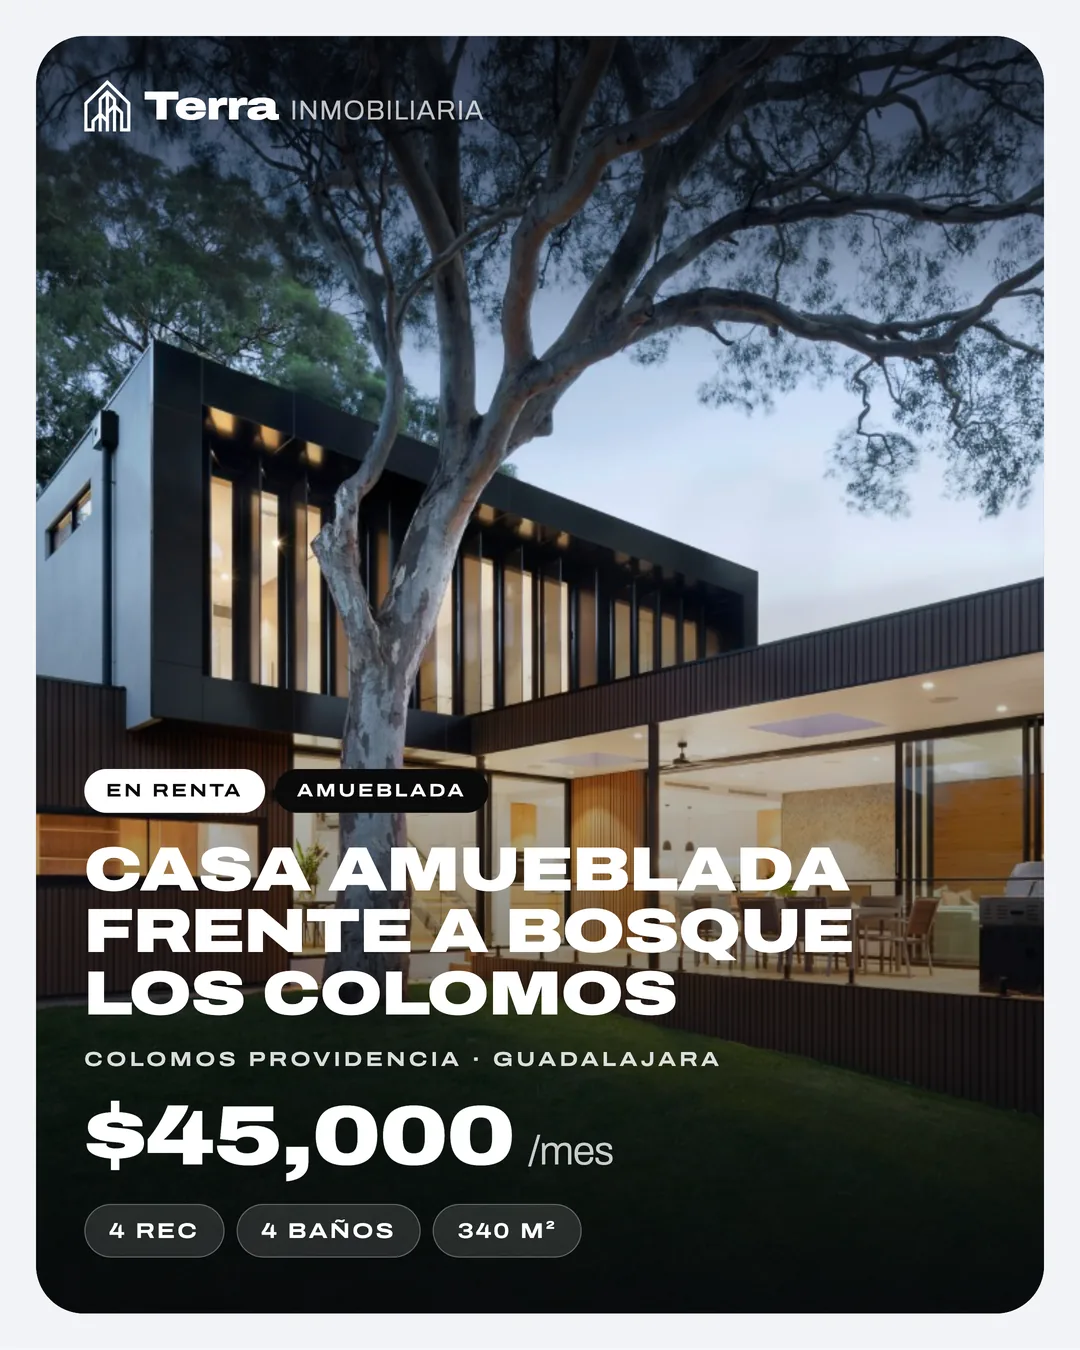 Terra INMOBILIARIA
EN RENTA
AMUEBLADA
CASA AMUEBLADA
FRENTE A BOSQUE
LOS COLOMOS
COLOMOS PROVIDENCIA · GUADALAJARA
$45,000 /mes
4 REC
4 BAÑOS
340 M²